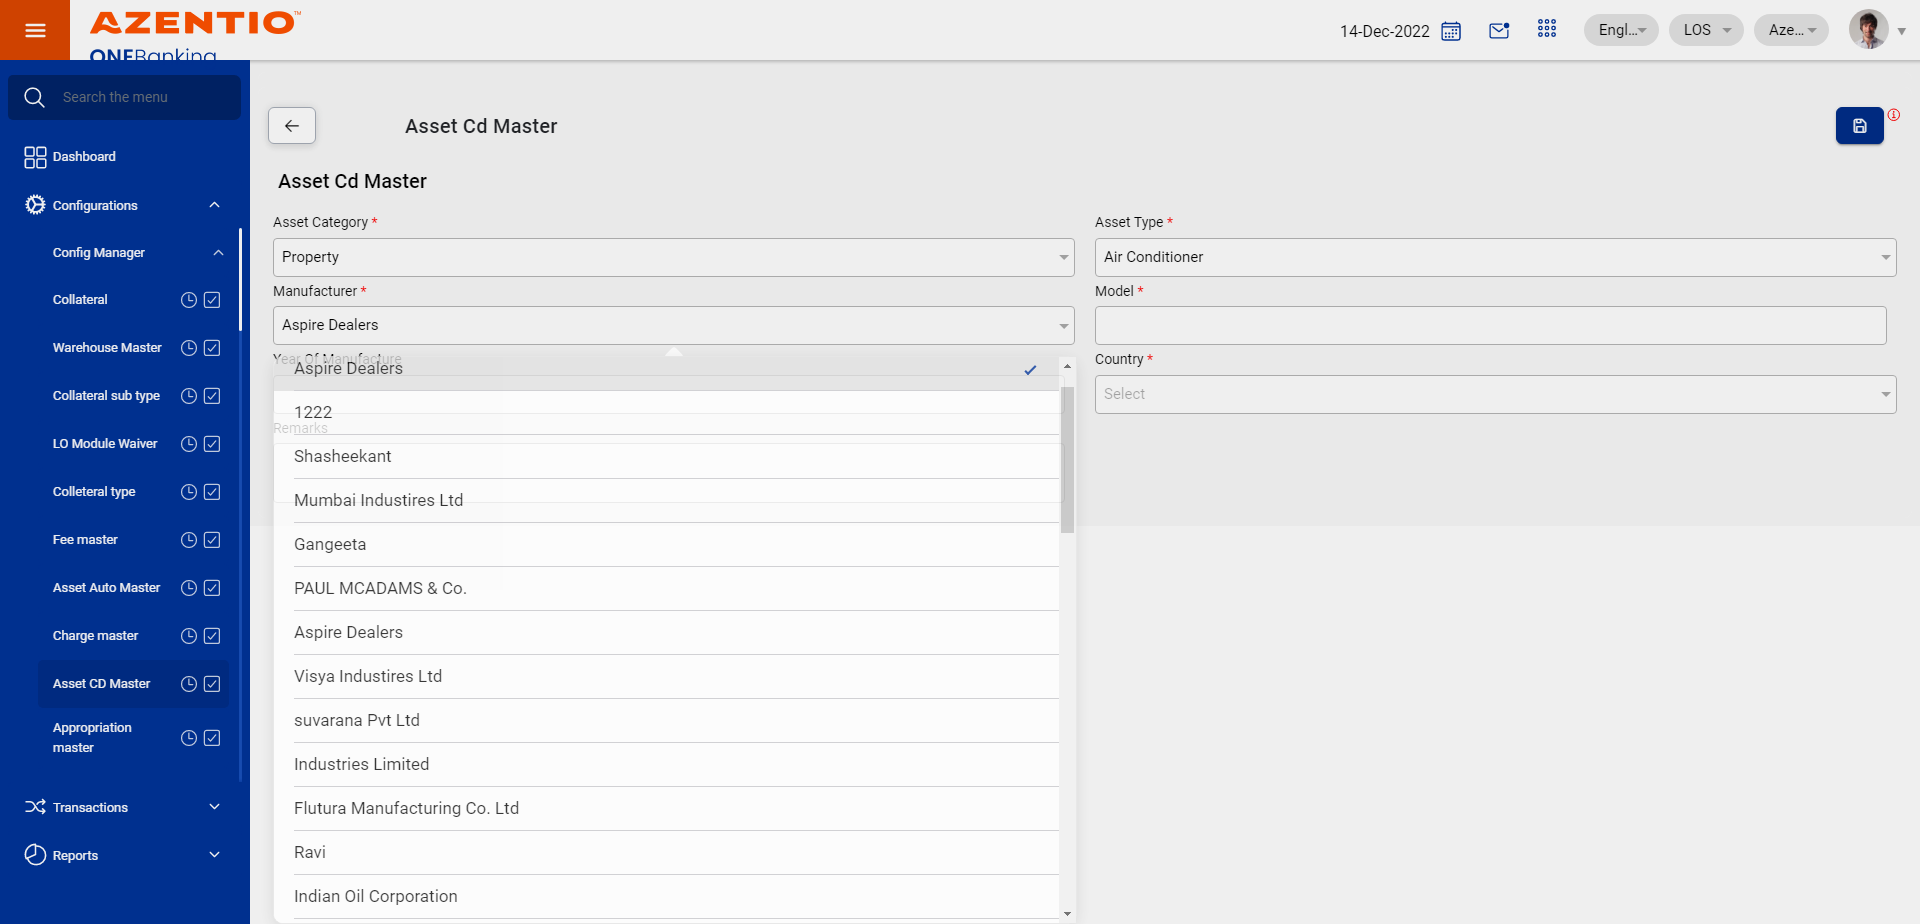 AZENTIO™
ONEBanking
14-Dec-2022
Engl...
LOS
Aze...
Search the menu
Dashboard
Configurations
Config Manager
Collateral
Warehouse Master
Collateral sub type
LO Module Waiver
Colleteral type
Fee master
Asset Auto Master
Charge master
Asset CD Master
Appropriation
master
Transactions
Reports
Asset Cd Master
Asset Cd Master
Asset Category *
Property
Asset Type *
Air Conditioner
Manufacturer *
Aspire Dealers
Model *
Year Of Manufacture
Country *
Select
Remarks
Aspire Dealers
1222
Shasheekant
Mumbai Industires Ltd
Gangeeta
PAUL MCADAMS & Co.
Aspire Dealers
Visya Industires Ltd
suvarana Pvt Ltd
Industries Limited
Flutura Manufacturing Co. Ltd
Ravi
Indian Oil Corporation